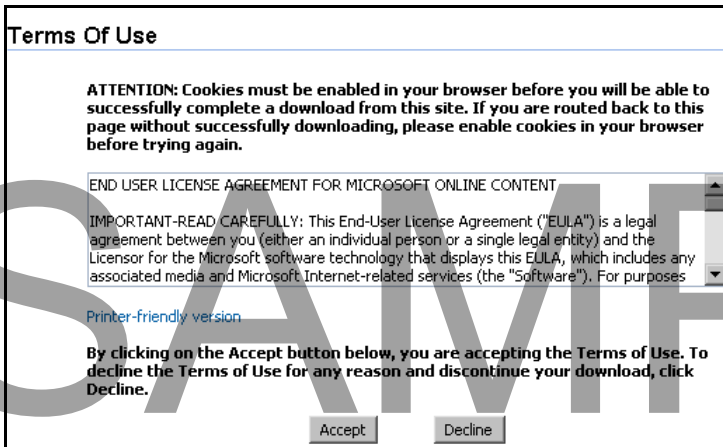 Terms Of Use
ATTENTION: Cookies must be enabled in your browser before you will be able to
successfully complete a download from this site. If you are routed back to this
page without successfully downloading, please enable cookies in your browser
before trying again.
END USER LICENSE AGREEMENT FOR MICROSOFT ONLINE CONTENT
IMPORTANT-READ CAREFULLY: This End-User License Agreement ("EULA") is a legal
agreement between you (either an individual person or a single legal entity) and the
Licensor for the Microsoft software technology that displays this EULA, which includes any
associated media and Microsoft Internet-related services (the "Software"). For purposes
Printer-friendly version
By clicking on the Accept button below, you are accepting the Terms of Use. To
decline the Terms of Use for any reason and discontinue your download, click
Decline.
Accept Decline
SAMP